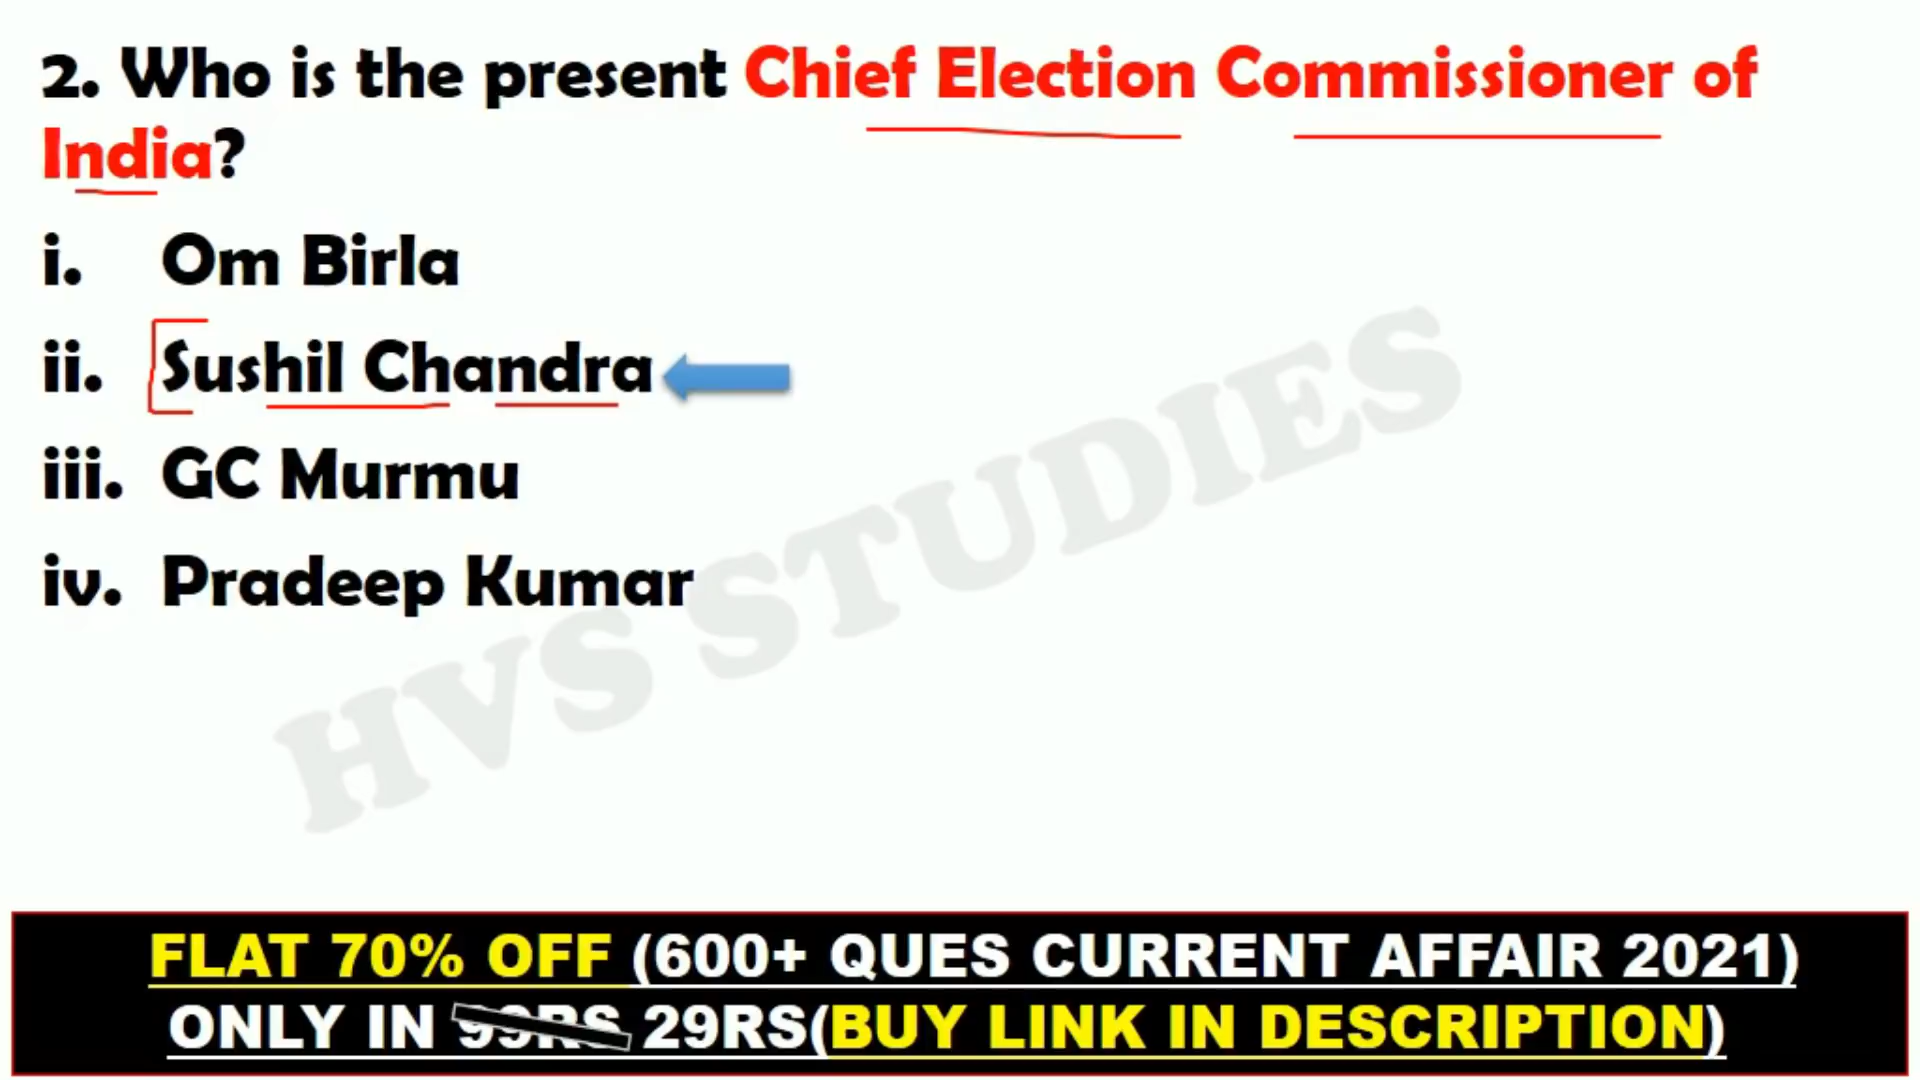 2. Who is the present Chief Election Commissioner of
India?
i. Om Birla
ii. Sushil Chandra
iii. GC Murmu
iv. Pradeep Kumar
HVS STUDIES
FLAT 70% OFF (600+ QUES CURRENT AFFAIR 2021)
ONLY IN 99RS 29RS(BUY LINK IN DESCRIPTION)